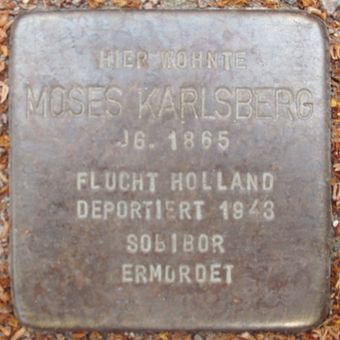 HIER WOHNTE
MOSES KARLSBERG
JG. 1865
FLUCHT HOLLAND
DEPORTIERT 1943
SOBIBOR
ERMORDET